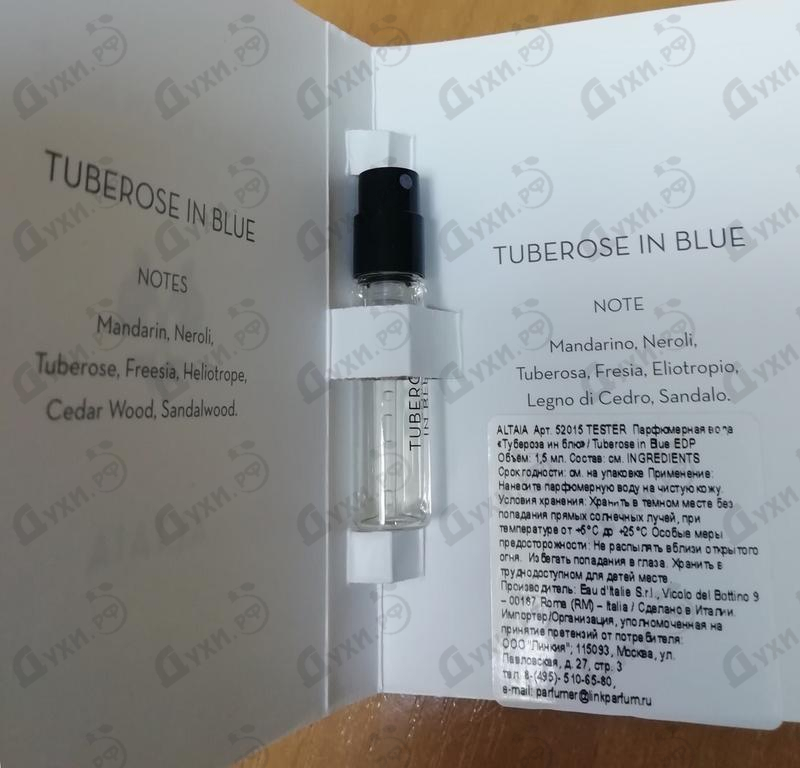 TUBEROSE IN BLUE
NOTES
Mandarin, Neroli,
Tuberose, Freesia, Heliotrope,
Cedar Wood, Sandalwood.
TUBERO
IN BL
TUBEROSE IN BLUE
NOTE
Mandarino, Neroli,
Tuberosa, Fresia, Eliotropio,
Legno di Cedro, Sandalo.
ALTAIA Арт. 52015 TESTER Парфюмерная вода
«Тубероза ин блю» / Tuberose in Blue EDP
Объем: 1,5 мл. Состав: см. INGREDIENTS
Срок годности: см. на упаковке Применение:
Нанесите парфюмерную воду на чистую кожу.
Условия хранения: Хранить в темном месте без
попадания прямых солнечных лучей, при
температуре от +5°C до +25°C Особые меры
предосторожности: Не распылять вблизи открытого
огня. Избегать попадания в глаза. Хранить в
труднодоступном для детей месте.
Производитель: Eau d'Italie S.r.l., Vicolo del Bottino 9
– 00187 Roma (RM) – Italia / Сделано в Италии.
Импортер/Организация, уполномоченная на
принятие претензий от потребителя:
ООО "Линкия"; 115093, Москва, ул.
Павловская, д. 27, стр. 3
тел. 8-(495)- 510-65-80,
e-mail: parfumer@linkparfum.ru
Духи.рф